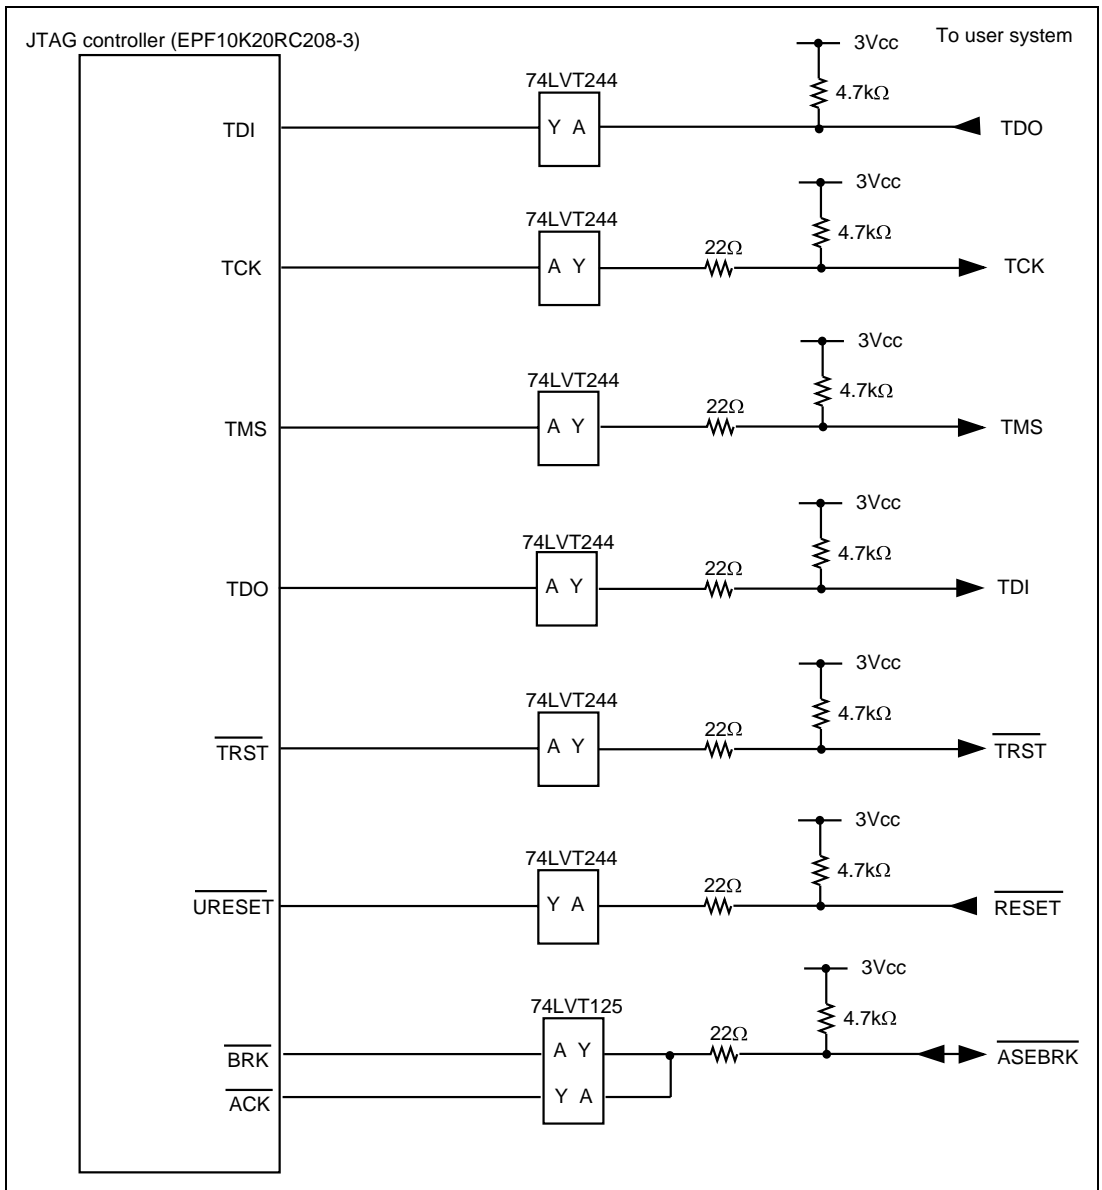 JTAG controller (EPF10K20RC208-3)
To user system
3Vcc
74LVT244
4.7kΩ
TDI
Y A
TDO
3Vcc
74LVT244
4.7kΩ
22Ω
TCK
A Y
TCK
3Vcc
74LVT244
4.7kΩ
22Ω
TMS
A Y
TMS
3Vcc
74LVT244
4.7kΩ
22Ω
TDO
A Y
TDI
3Vcc
74LVT244
4.7kΩ
22Ω
TRST
A Y
TRST
3Vcc
74LVT244
4.7kΩ
22Ω
URESET
Y A
RESET
3Vcc
74LVT125
4.7kΩ
22Ω
BRK
A Y
ASEBRK
ACK
Y A